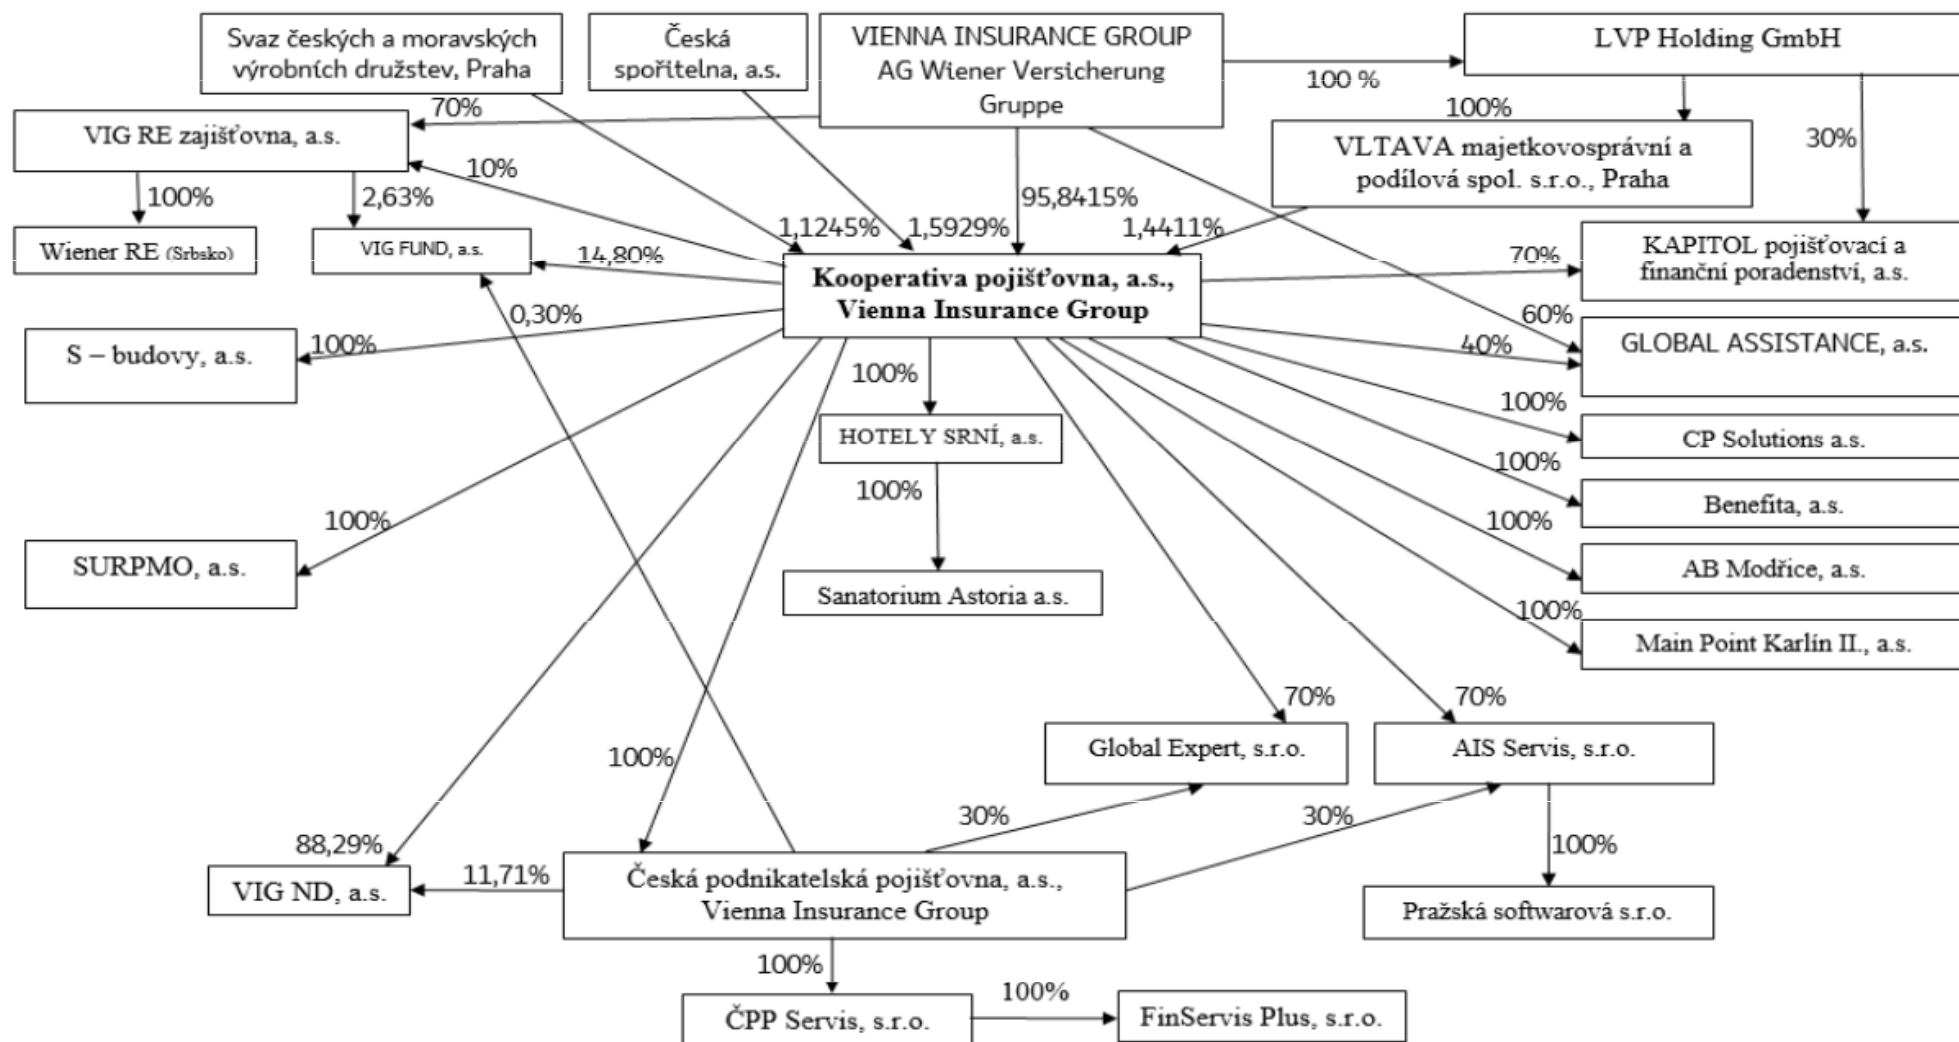 Svaz českých a moravských
výrobních družstev, Praha
Česká
spořitelna, a.s.
VIENNA INSURANCE GROUP
AG Wiener Versicherung
Gruppe
LVP Holding GmbH
100 %
70%
100%
30%
VIG RE zajišťovna, a.s.
VLTAVA majetkovosprávní a
podílová spol. s.r.o., Praha
10%
100%
2,63%
95,8415%
1,1245%
1,5929%
1,4411%
Wiener RE (Srbsko)
VIG FUND, a.s.
14,80%
70%
KAPITOL pojišťovací a
finanční poradenství, a.s.
Kooperativa pojišťovna, a.s.,
Vienna Insurance Group
0,30%
60%
S – budovy, a.s.
100%
40%
GLOBAL ASSISTANCE, a.s.
100%
100%
HOTELY SRNÍ, a.s.
CP Solutions a.s.
100%
100%
Benefita, a.s.
100%
100%
SURPMO, a.s.
AB Modřice, a.s.
Sanatorium Astoria a.s.
100%
Main Point Karlín II., a.s.
70%
70%
100%
Global Expert, s.r.o.
AIS Servis, s.r.o.
30%
30%
88,29%
100%
VIG ND, a.s.
11,71%
Česká podnikatelská pojišťovna, a.s.,
Vienna Insurance Group
Pražská softwarová s.r.o.
100%
100%
ČPP Servis, s.r.o.
FinServis Plus, s.r.o.